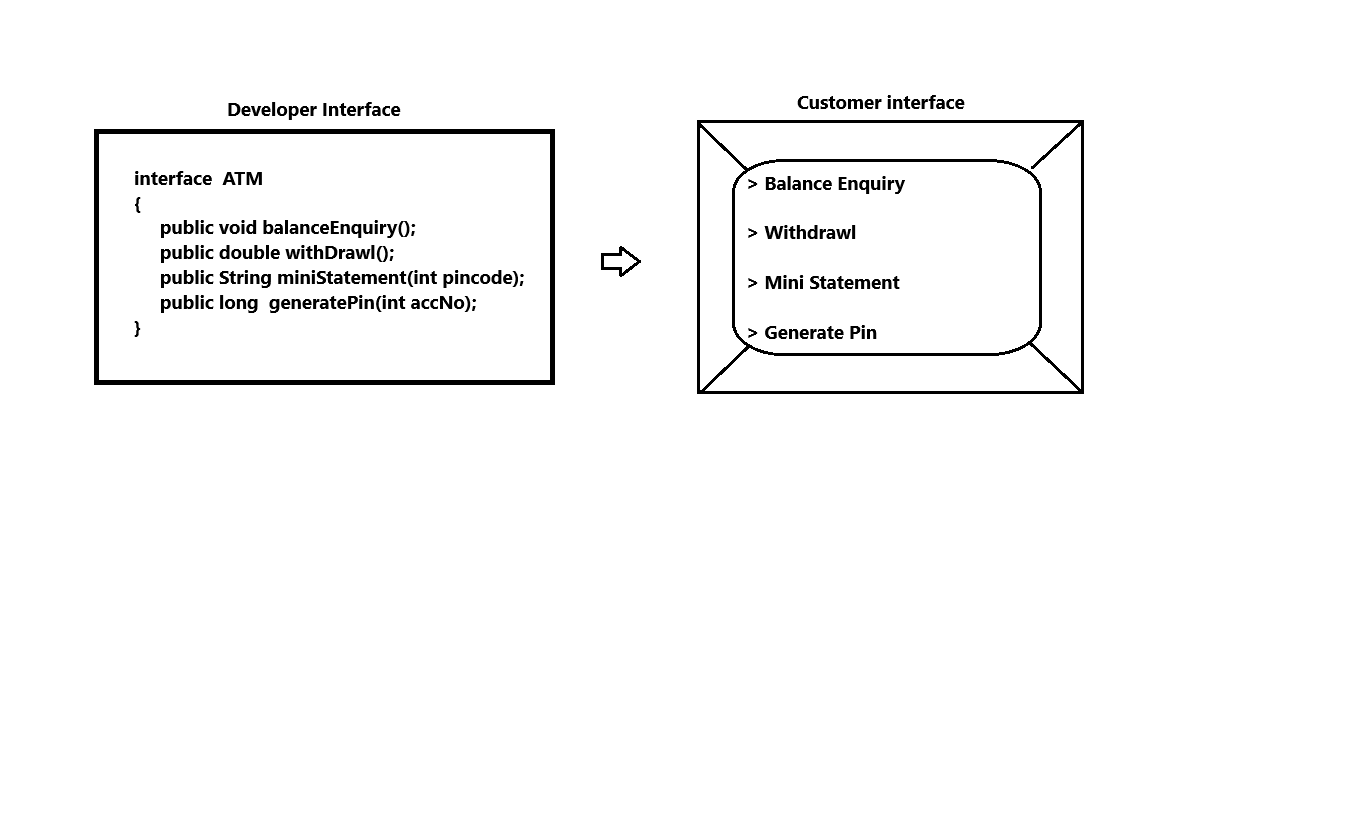 Developer Interface
interface  ATM
{
public void balanceEnquiry();
public double withDrawl();
public String miniStatement(int pincode);
public long  generatePin(int accNo);
}
Customer interface
> Balance Enquiry
> Withdrawl
> Mini Statement
> Generate Pin